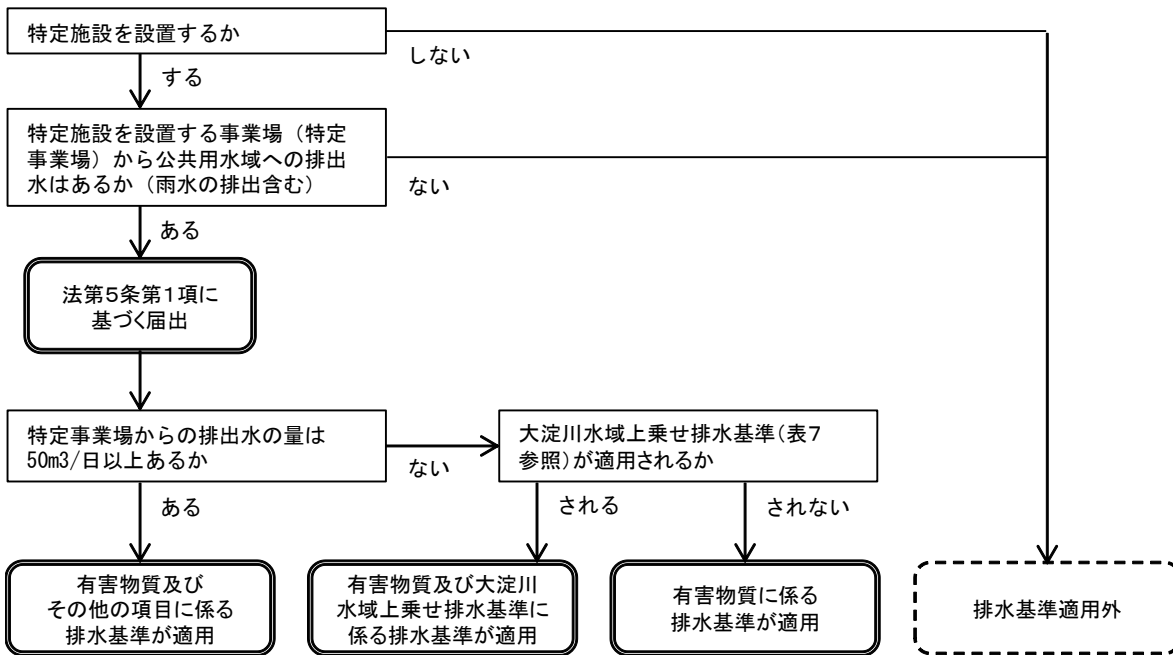 特定施設を設置するか
しない
する
特定施設を設置する事業場（特定
事業場）から公共用水域への排出
水はあるか（雨水の排出含む）
ない
ある
法第５条第１項に
基づく届出
特定事業場からの排出水の量は
50m3/日以上あるか
ない
大淀川水域上乗せ排水基準（表７
参照）が適用されるか
ある
される
されない
有害物質及び
その他の項目に係る
排水基準が適用
有害物質及び大淀川
水域上乗せ排水基準に
係る排水基準が適用
有害物質に係る
排水基準が適用
排水基準適用外